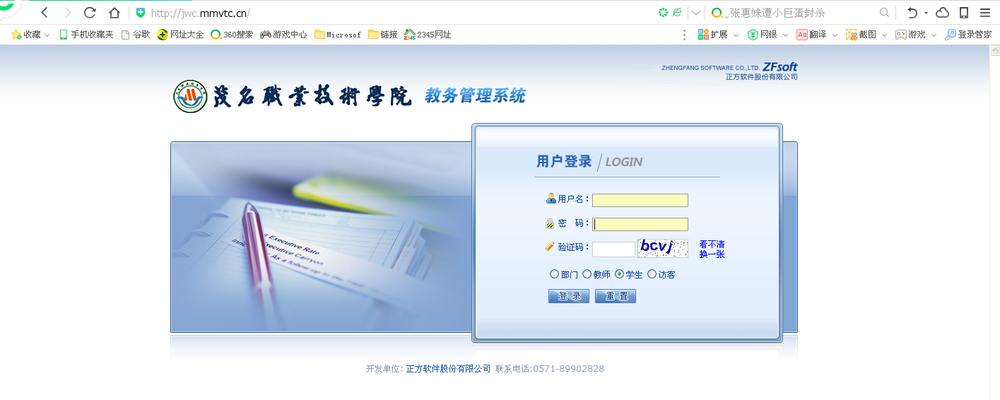 http://jwc.mmvtc.cn/
张惠妹遭小巨蛋封杀
收藏 手机收藏夹 谷歌 网址大全 360搜索 游戏中心 Microsof 链接 2345网址 扩展 网银 翻译 截图 游戏 登录管家
ZHENGFANG SOFTWARE CO.,LTD. ZFsoft
正方软件股份有限公司
茂名職業技術學院 教务管理系统
用户登录 / LOGIN
用户名：
密 码：
验证码： bcvj 看不清
换一张
部门 教师 学生 访客
登 录 重 置
Executive Rate
Executive Carryon
As a follow-up to the
开发单位: 正方软件股份有限公司 联系电话:0571-89902828